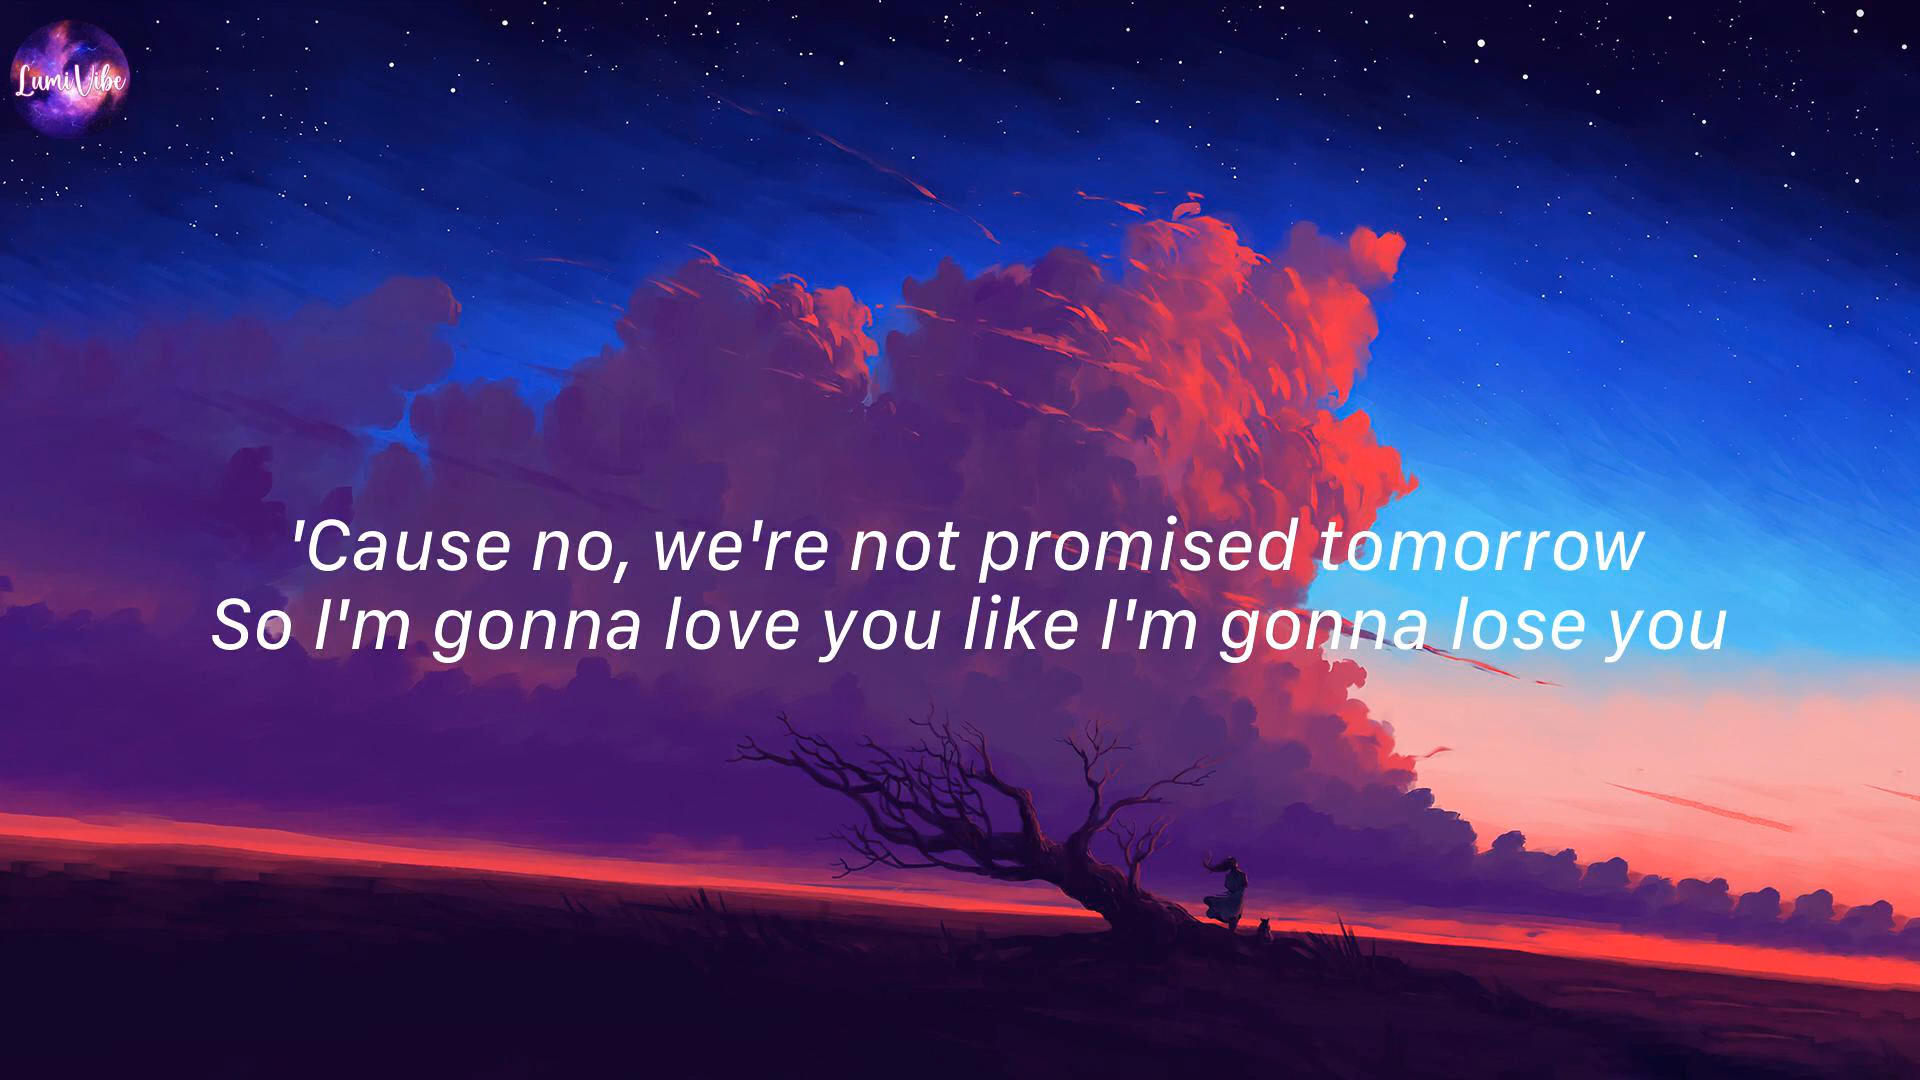 LumiVibe
'Cause no, we're not promised tomorrow
So I'm gonna love you like I'm gonna lose you